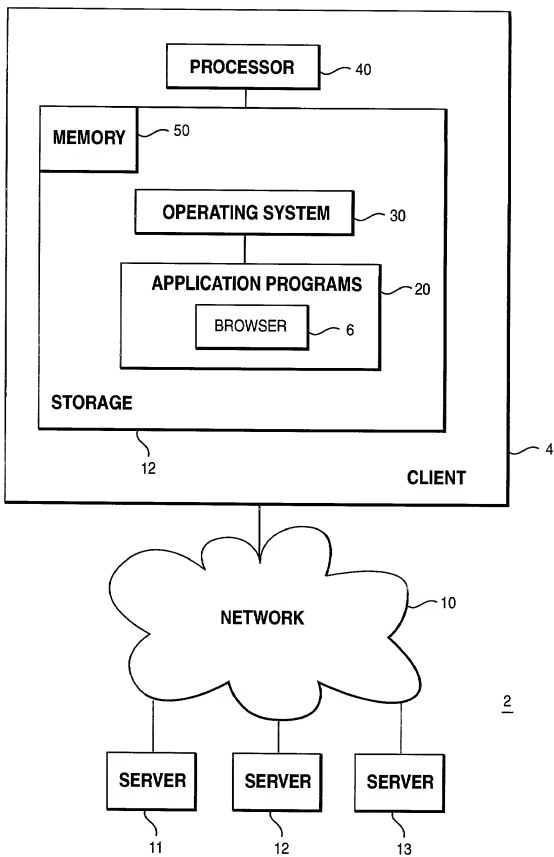 PROCESSOR
40
MEMORY
50
OPERATING SYSTEM
30
APPLICATION PROGRAMS
20
BROWSER
6
STORAGE
12
4
CLIENT
NETWORK
10
2
SERVER
SERVER
SERVER
11
12
13